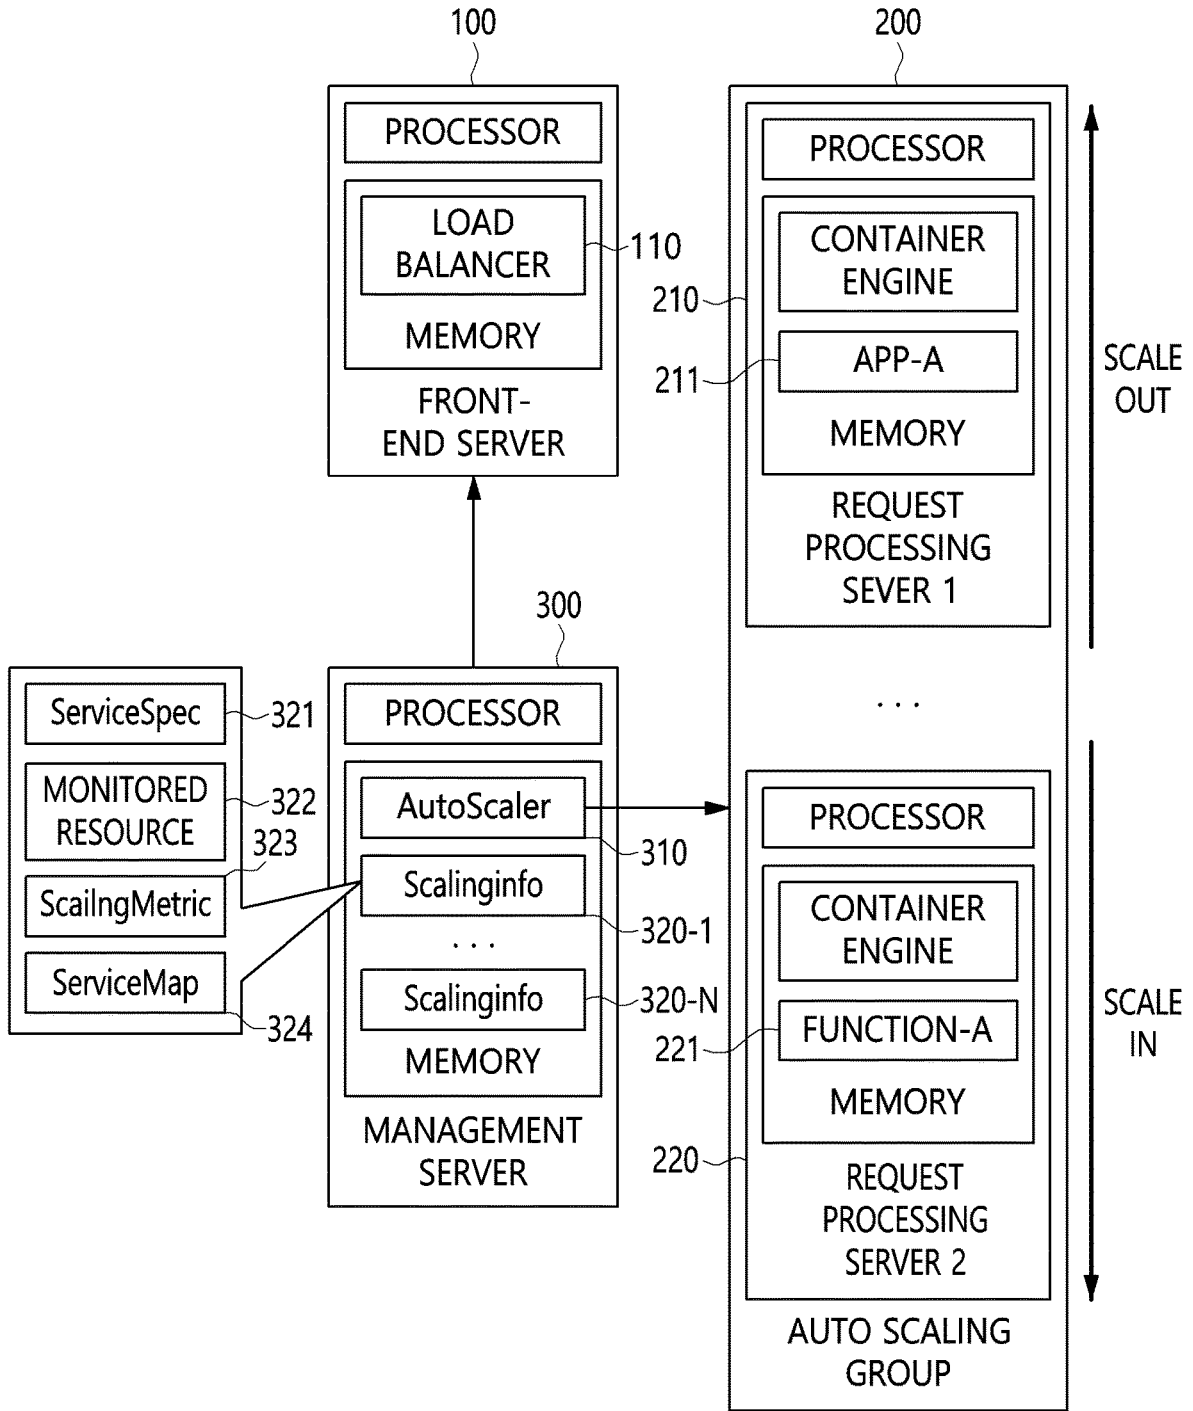 100
PROCESSOR
LOAD
BALANCER
110
MEMORY
FRONT-
END SERVER
200
PROCESSOR
CONTAINER
ENGINE
210
APP-A
211
MEMORY
REQUEST
PROCESSING
SEVER 1
SCALE
OUT
. . .
300
PROCESSOR
AutoScaler
310
Scalinginfo
320-1
. . .
Scalinginfo
320-N
MEMORY
MANAGEMENT
SERVER
ServiceSpec
321
MONITORED
RESOURCE
322
323
ScailngMetric
ServiceMap
324
PROCESSOR
CONTAINER
ENGINE
FUNCTION-A
221
MEMORY
220
REQUEST
PROCESSING
SERVER 2
SCALE
IN
AUTO SCALING
GROUP